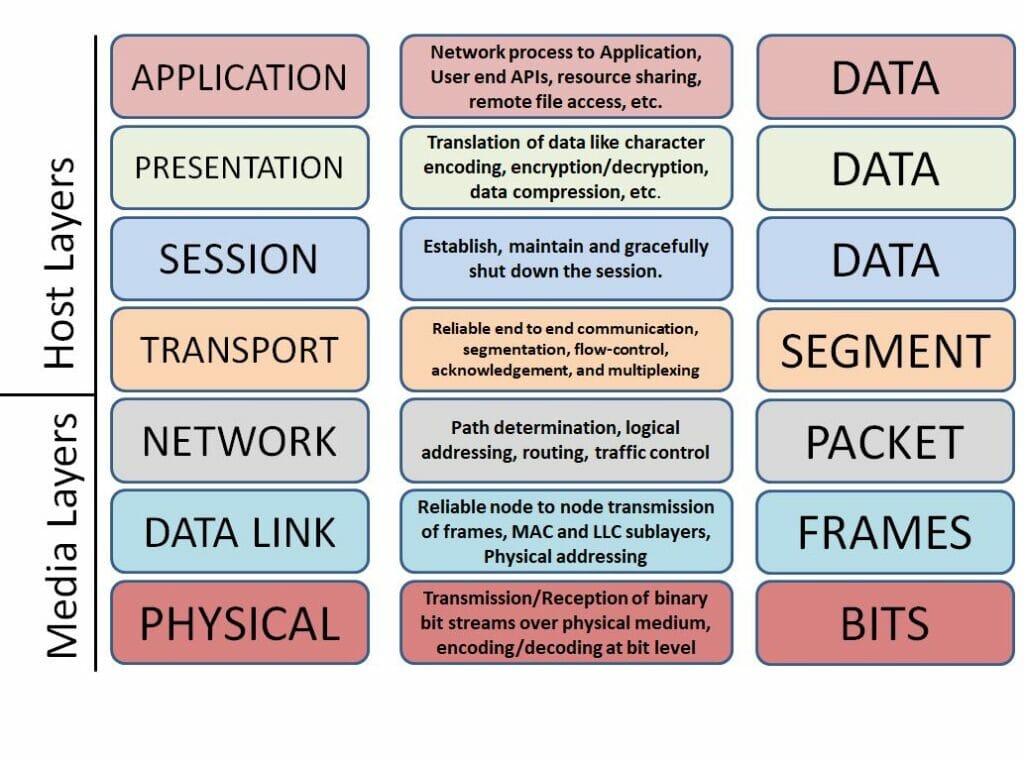 Host Layers
APPLICATION
Network process to Application,
User end APIs, resource sharing,
remote file access, etc.
DATA
PRESENTATION
Translation of data like character
encoding, encryption/decryption,
data compression, etc.
DATA
SESSION
Establish, maintain and gracefully
shut down the session.
DATA
TRANSPORT
Reliable end to end communication,
segmentation, flow-control,
acknowledgement, and multiplexing
SEGMENT
Media Layers
NETWORK
Path determination, logical
addressing, routing, traffic control
PACKET
DATA LINK
Reliable node to node transmission
of frames, MAC and LLC sublayers,
Physical addressing
FRAMES
PHYSICAL
Transmission/Reception of binary
bit streams over physical medium,
encoding/decoding at bit level
BITS